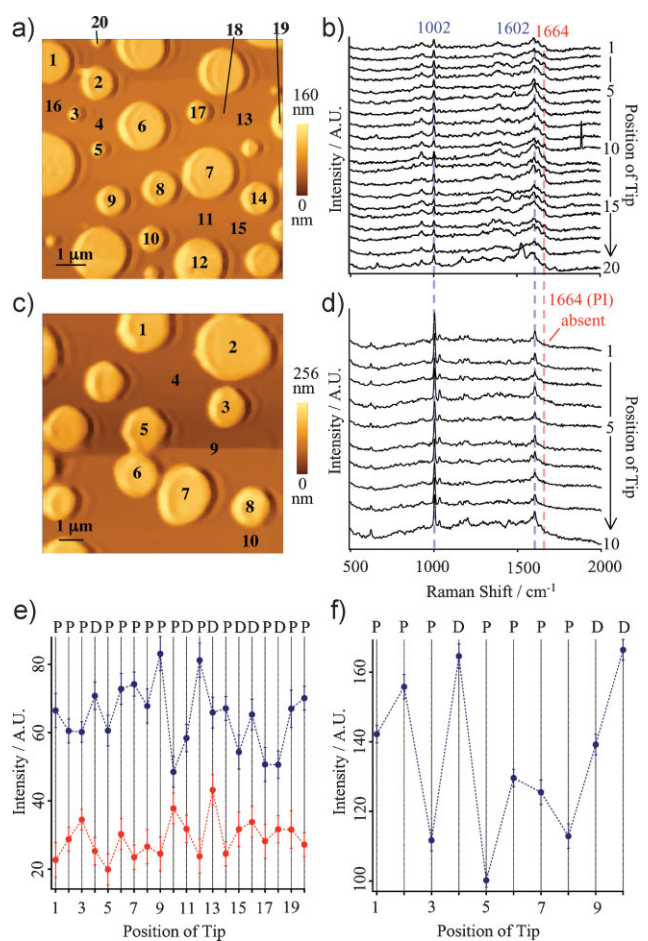 a)
20
18
19
1
2
16
3
4
17
13
5
6
7
8
9
14
11
10
15
12
1 μm
160
nm
0
nm
b)
1002
1602
1664
Intensity / A.U.
1
5
10
15
20
Position of Tip
c)
1
2
4
3
5
9
6
7
8
10
1 μm
256
nm
0
nm
d)
1664 (PI)
absent
Intensity / A.U.
1
5
10
Position of Tip
500 1000 1500 2000
Raman Shift / cm⁻¹
e)
P P P D P P P P P P D P D P D D P D P P
Intensity / A.U.
80
60
40
20
1 3 5 7 9 11 13 15 17 19
Position of Tip
f)
P P P D P P P P D D
Intensity / A.U.
160
140
120
100
1 3 5 7 9
Position of Tip